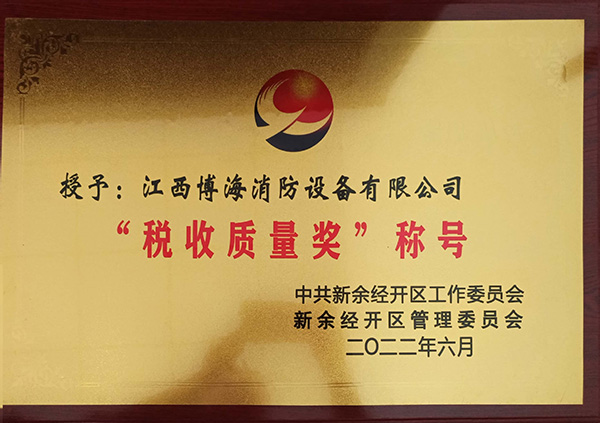 授予：江西博海消防设备有限公司
“税收质量奖”称号
中共新余经开区工作委员会
新余经开区管理委员会
二〇二二年六月